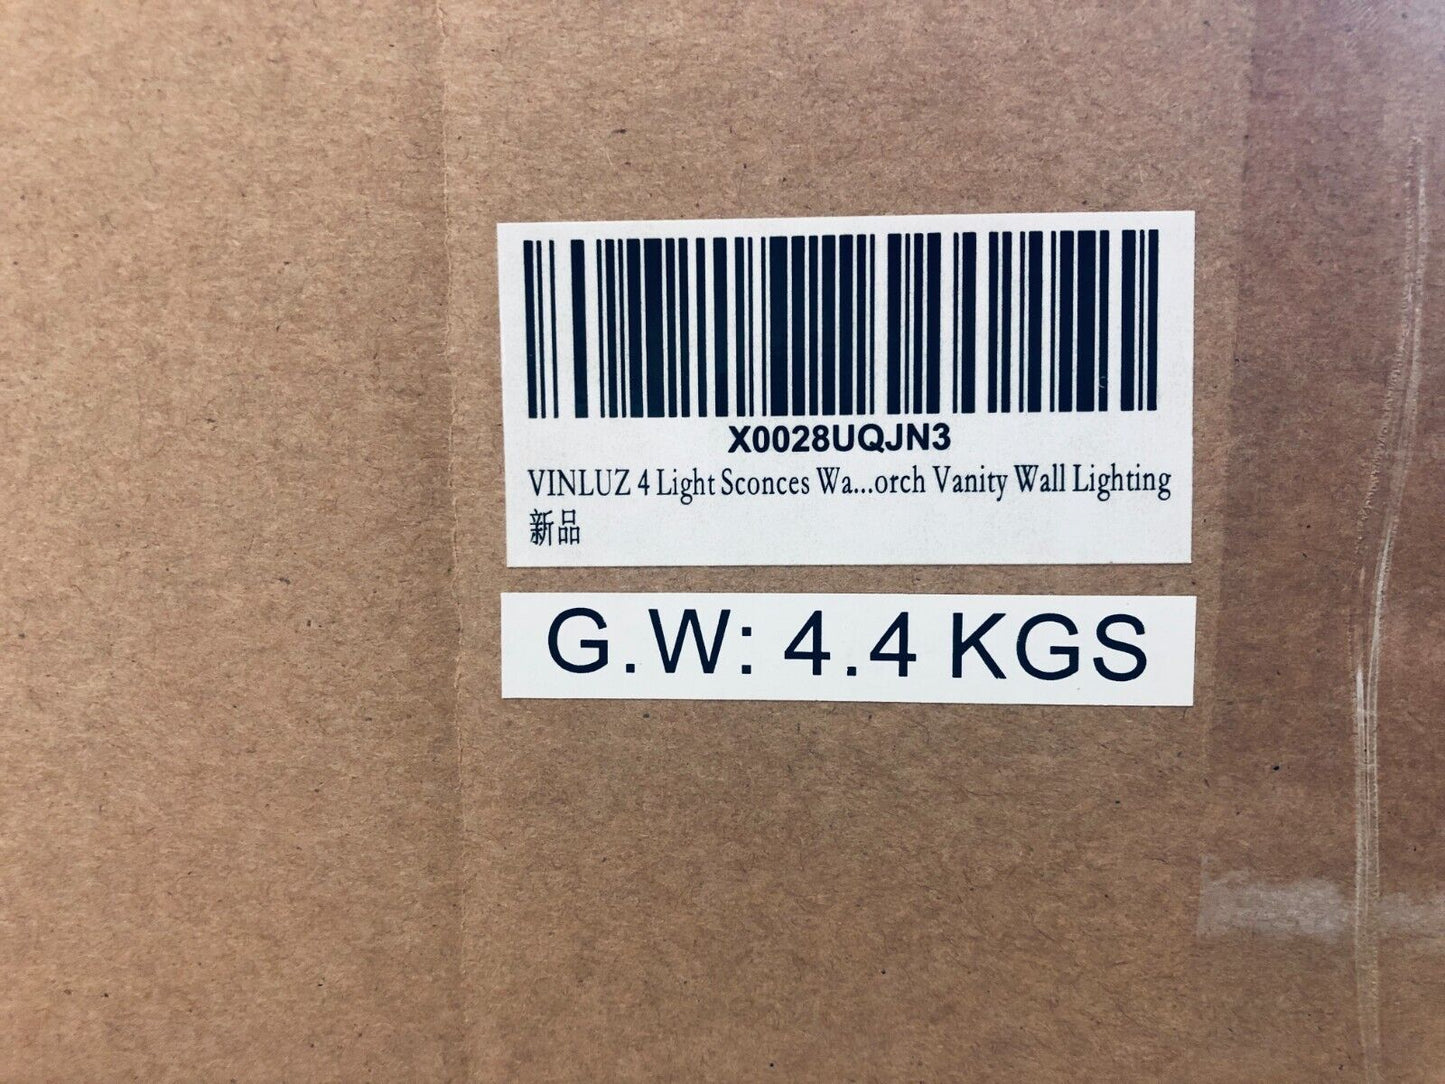 X0028UQJN3
VINLUZ 4 Light Sconces Wa...orch Vanity Wall Lighting
新品
G.W: 4.4 KGS